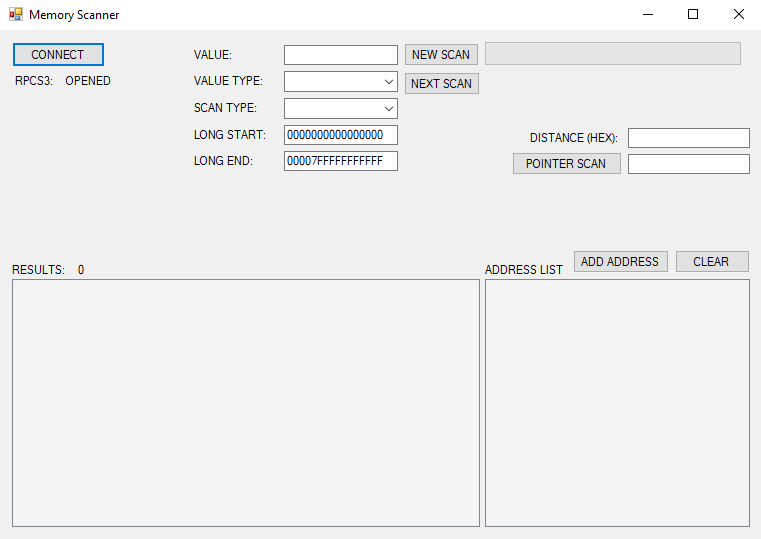 Memory Scanner
CONNECT
RPCS3: OPENED
VALUE:
NEW SCAN
VALUE TYPE:
NEXT SCAN
SCAN TYPE:
LONG START: 0000000000000000
LONG END: 00007FFFFFFFFFFF
DISTANCE (HEX):
POINTER SCAN
RESULTS: 0
ADDRESS LIST
ADD ADDRESS
CLEAR